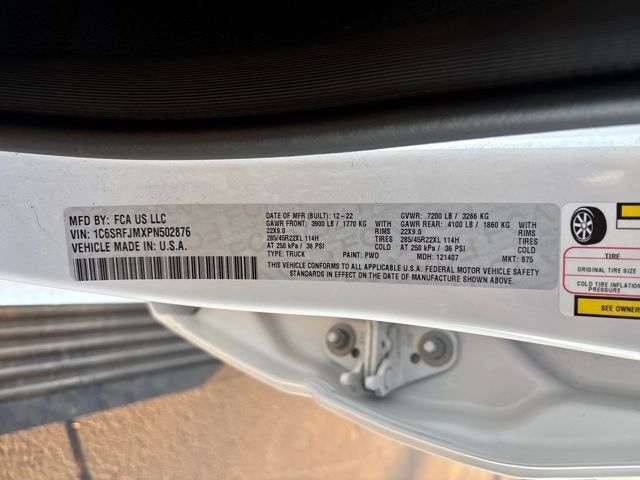 MFD BY: FCA US LLC
VIN: 1C6SRFJMXPN502876
VEHICLE MADE IN: U.S.A.
DATE OF MFR (BUILT): 12-22
GAWR FRONT: 3900 LB / 1770 KG WITH
22X9.0 RIMS
285/45R22XL 114H TIRES
AT 250 kPa / 36 PSI COLD
TYPE: TRUCK PAINT: PWD
GVWR: 7200 LB / 3266 KG
GAWR REAR: 4100 LB / 1860 KG WITH
22X9.0 RIMS
285/45R22XL 114H TIRES
AT 250 kPa / 36 PSI COLD
MDH: 121407 MKT: 875
THIS VEHICLE CONFORMS TO ALL APPLICABLE U.S.A. FEDERAL MOTOR VEHICLE SAFETY
STANDARDS IN EFFECT ON THE DATE OF MANUFACTURE SHOWN ABOVE.
TIRE
ORIGINAL TIRE SIZE
COLD TIRE INFLATION
PRESSURE
SEE OWNER